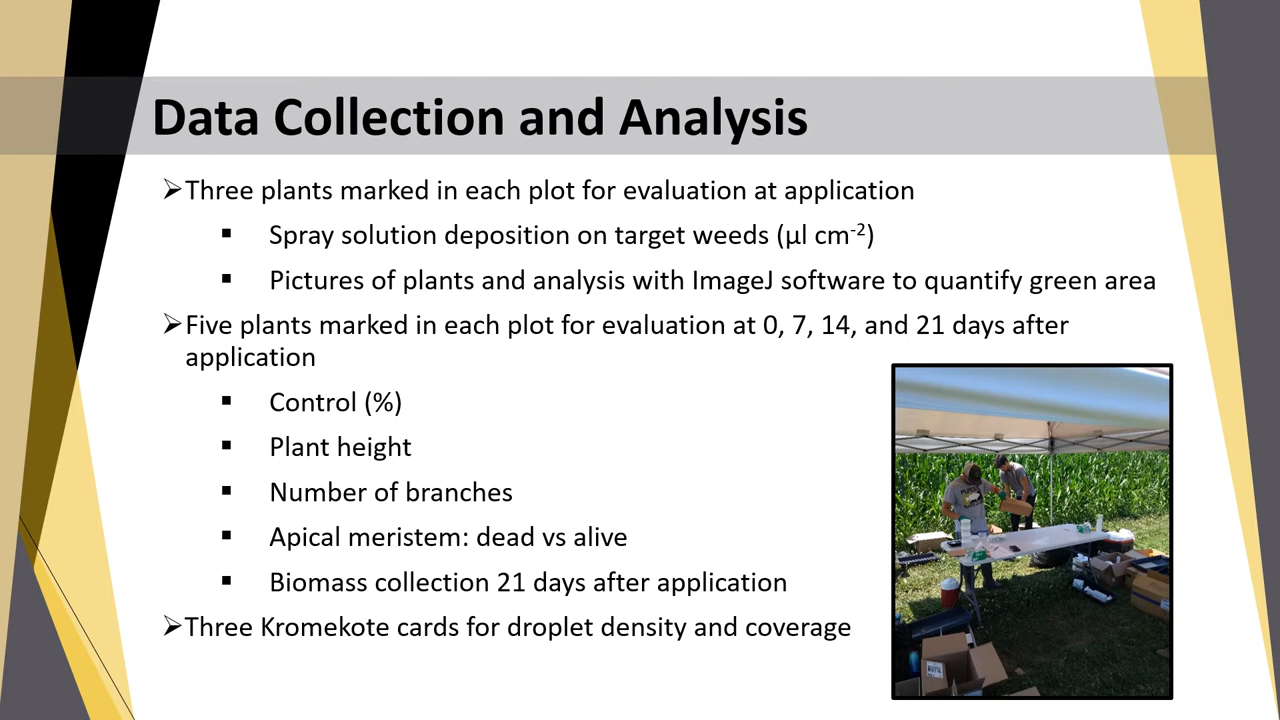 Data Collection and Analysis
➢Three plants marked in each plot for evaluation at application
▪ Spray solution deposition on target weeds (µl cm⁻²)
▪ Pictures of plants and analysis with ImageJ software to quantify green area
➢Five plants marked in each plot for evaluation at 0, 7, 14, and 21 days after
application
▪ Control (%)
▪ Plant height
▪ Number of branches
▪ Apical meristem: dead vs alive
▪ Biomass collection 21 days after application
➢Three Kromekote cards for droplet density and coverage